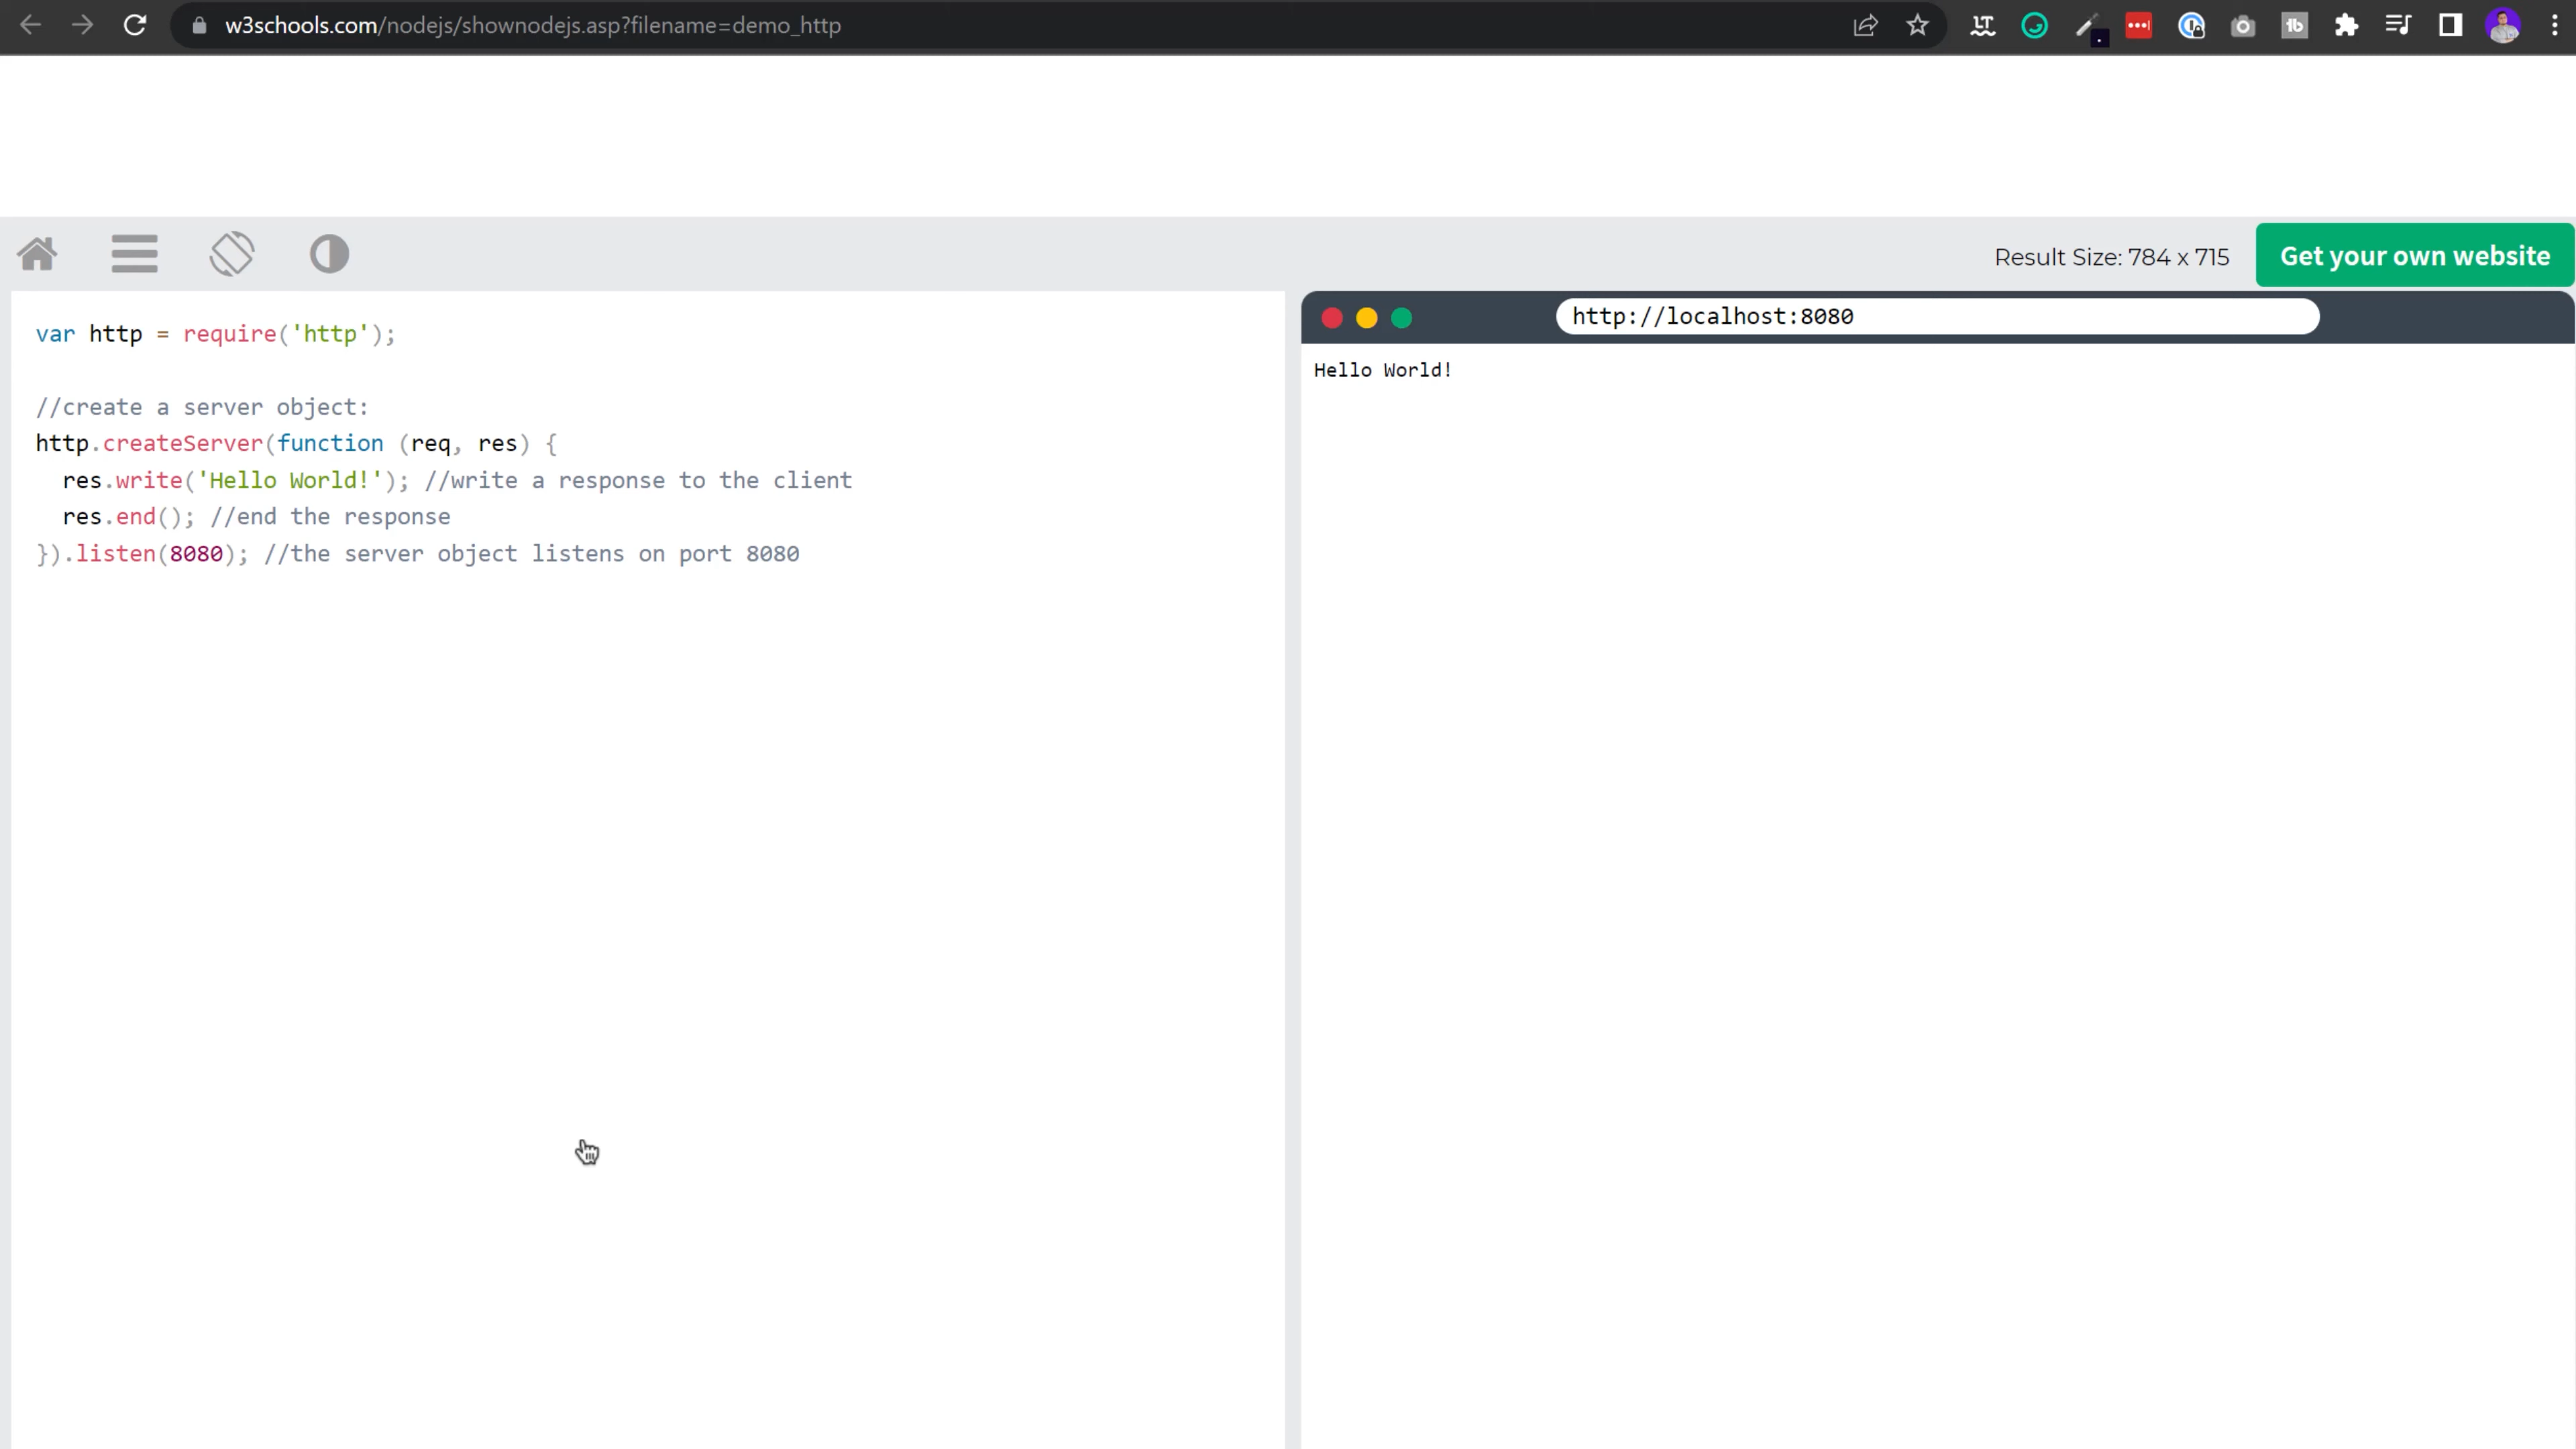 w3schools.com/nodejs/shownodejs.asp?filename=demo_http
LT
1b
Result Size: 784 x 715
Get your own website
var http = require('http');
//create a server object:
http.createServer(function (req, res) {
  res.write('Hello World!'); //write a response to the client
  res.end(); //end the response
}).listen(8080); //the server object listens on port 8080
http://localhost:8080
Hello World!